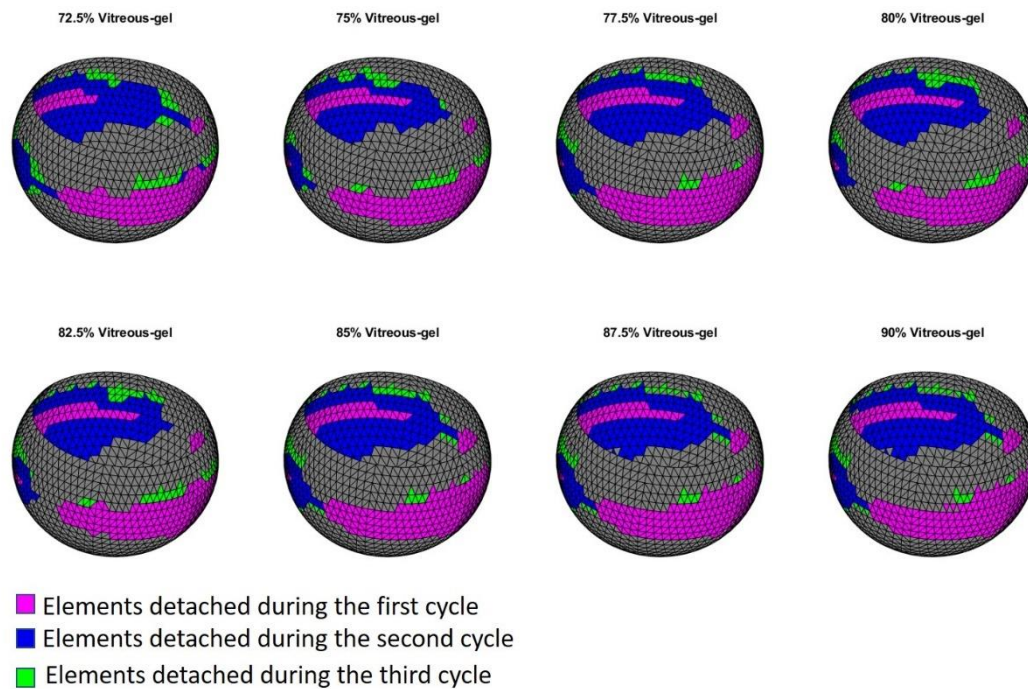 72.5% Vitreous-gel
75% Vitreous-gel
77.5% Vitreous-gel
80% Vitreous-gel
82.5% Vitreous-gel
85% Vitreous-gel
87.5% Vitreous-gel
90% Vitreous-gel
Elements detached during the first cycle
Elements detached during the second cycle
Elements detached during the third cycle